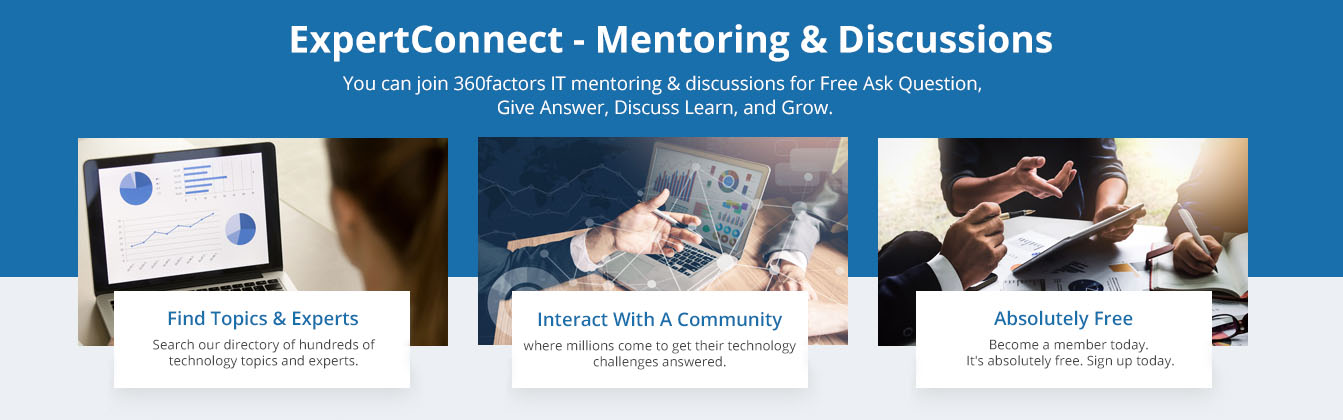 ExpertConnect - Mentoring & Discussions
You can join 360factors IT mentoring & discussions for Free Ask Question,
Give Answer, Discuss Learn, and Grow.
Find Topics & Experts
Search our directory of hundreds of
technology topics and experts.
Interact With A Community
where millions come to get their technology
challenges answered.
Absolutely Free
Become a member today.
It's absolutely free. Sign up today.